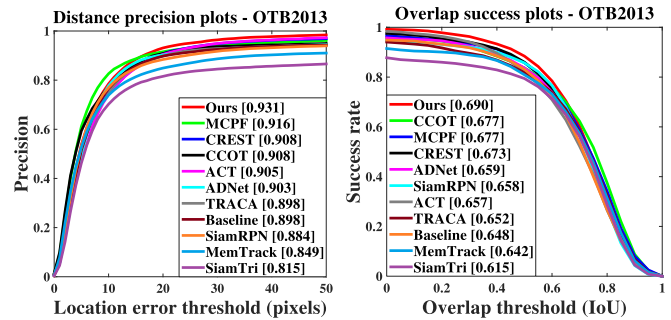 Distance precision plots - OTB2013
Precision
1
0.8
0.6
0.4
0.2
0
0
10
20
30
40
50
Ours [0.931]
MCPF [0.916]
CREST [0.908]
CCOT [0.908]
ACT [0.905]
ADNet [0.903]
TRACA [0.898]
Baseline [0.898]
SiamRPN [0.884]
MemTrack [0.849]
SiamTri [0.815]
Location error threshold (pixels)
Overlap success plots - OTB2013
Success rate
1
0.8
0.6
0.4
0.2
0
0
0.2
0.4
0.6
0.8
1
Ours [0.690]
CCOT [0.677]
MCPF [0.677]
CREST [0.673]
ADNet [0.659]
SiamRPN [0.658]
ACT [0.657]
TRACA [0.652]
Baseline [0.648]
MemTrack [0.642]
SiamTri [0.615]
Overlap threshold (IoU)